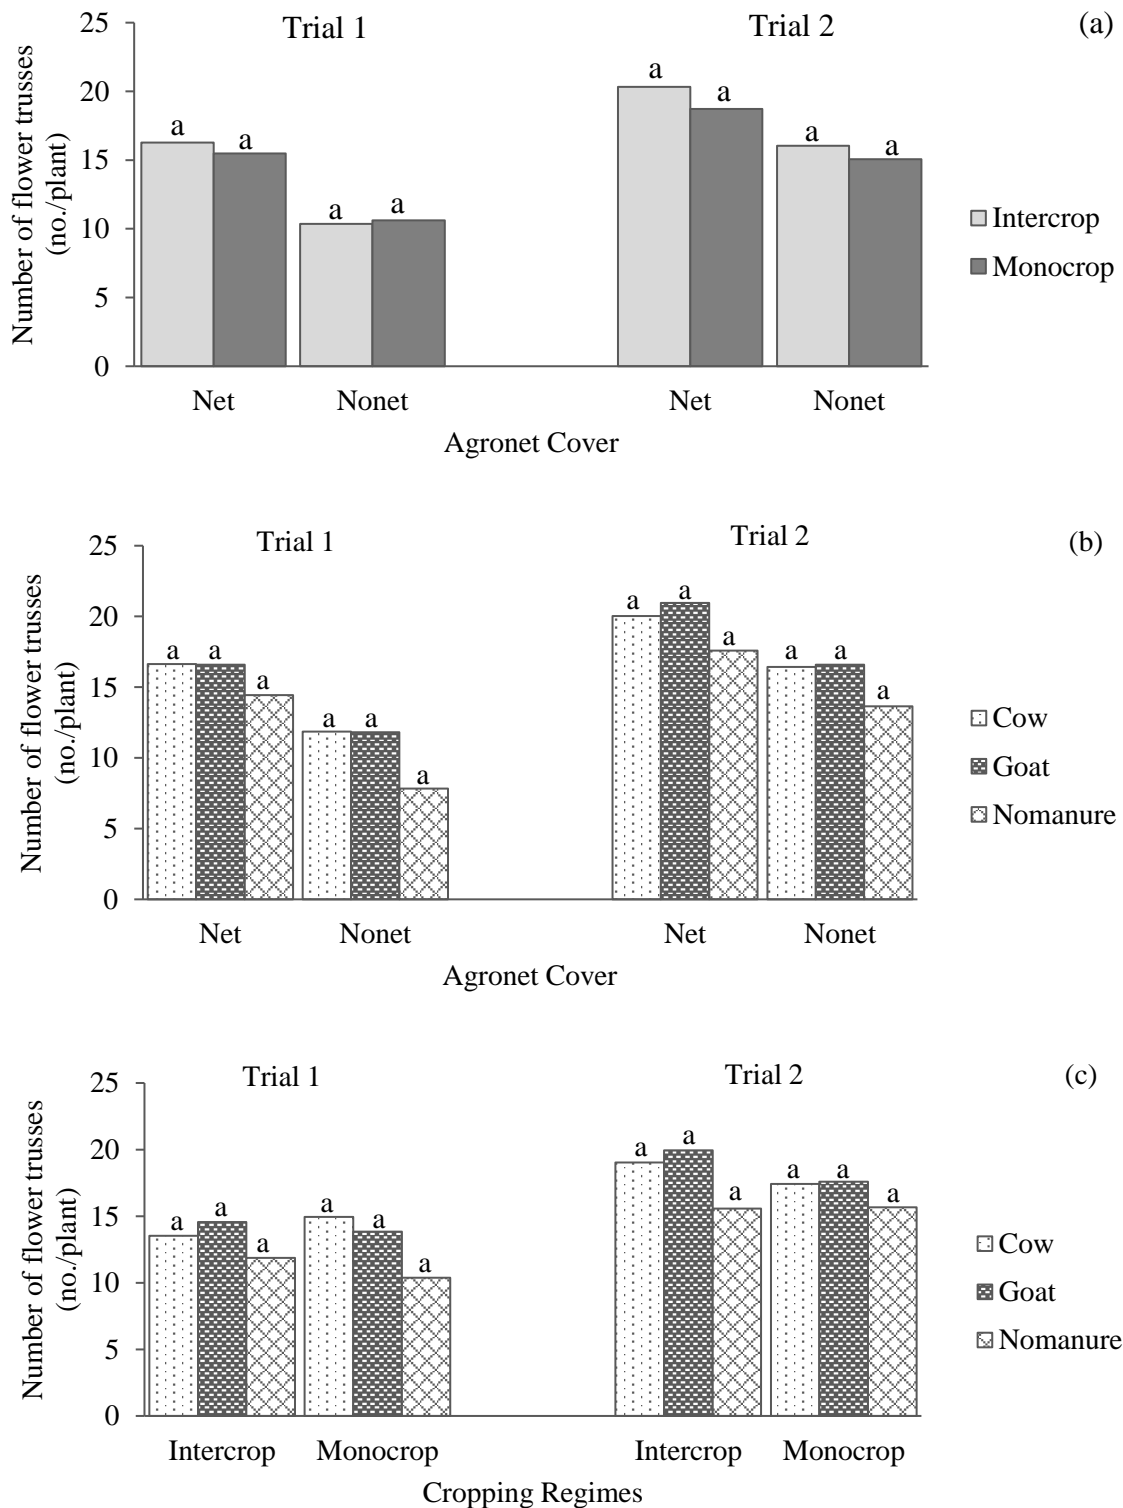 Trial 1
Trial 2
(a)
Number of flower trusses
(no./plant)
25
20
15
10
5
0
a
a
a
a
a
a
a
a
Intercrop
Monocrop
Net
Nonet
Net
Nonet
Agronet Cover
Trial 1
Trial 2
(b)
Number of flower trusses
(no./plant)
25
20
15
10
5
0
a
a
a
a
a
a
a
a
a
a
a
a
Cow
Goat
Nomanure
Net
Nonet
Net
Nonet
Agronet Cover
Trial 1
Trial 2
(c)
Number of flower trusses
(no./plant)
25
20
15
10
5
0
a
a
a
a
a
a
a
a
a
a
a
a
Cow
Goat
Nomanure
Intercrop
Monocrop
Intercrop
Monocrop
Cropping Regimes